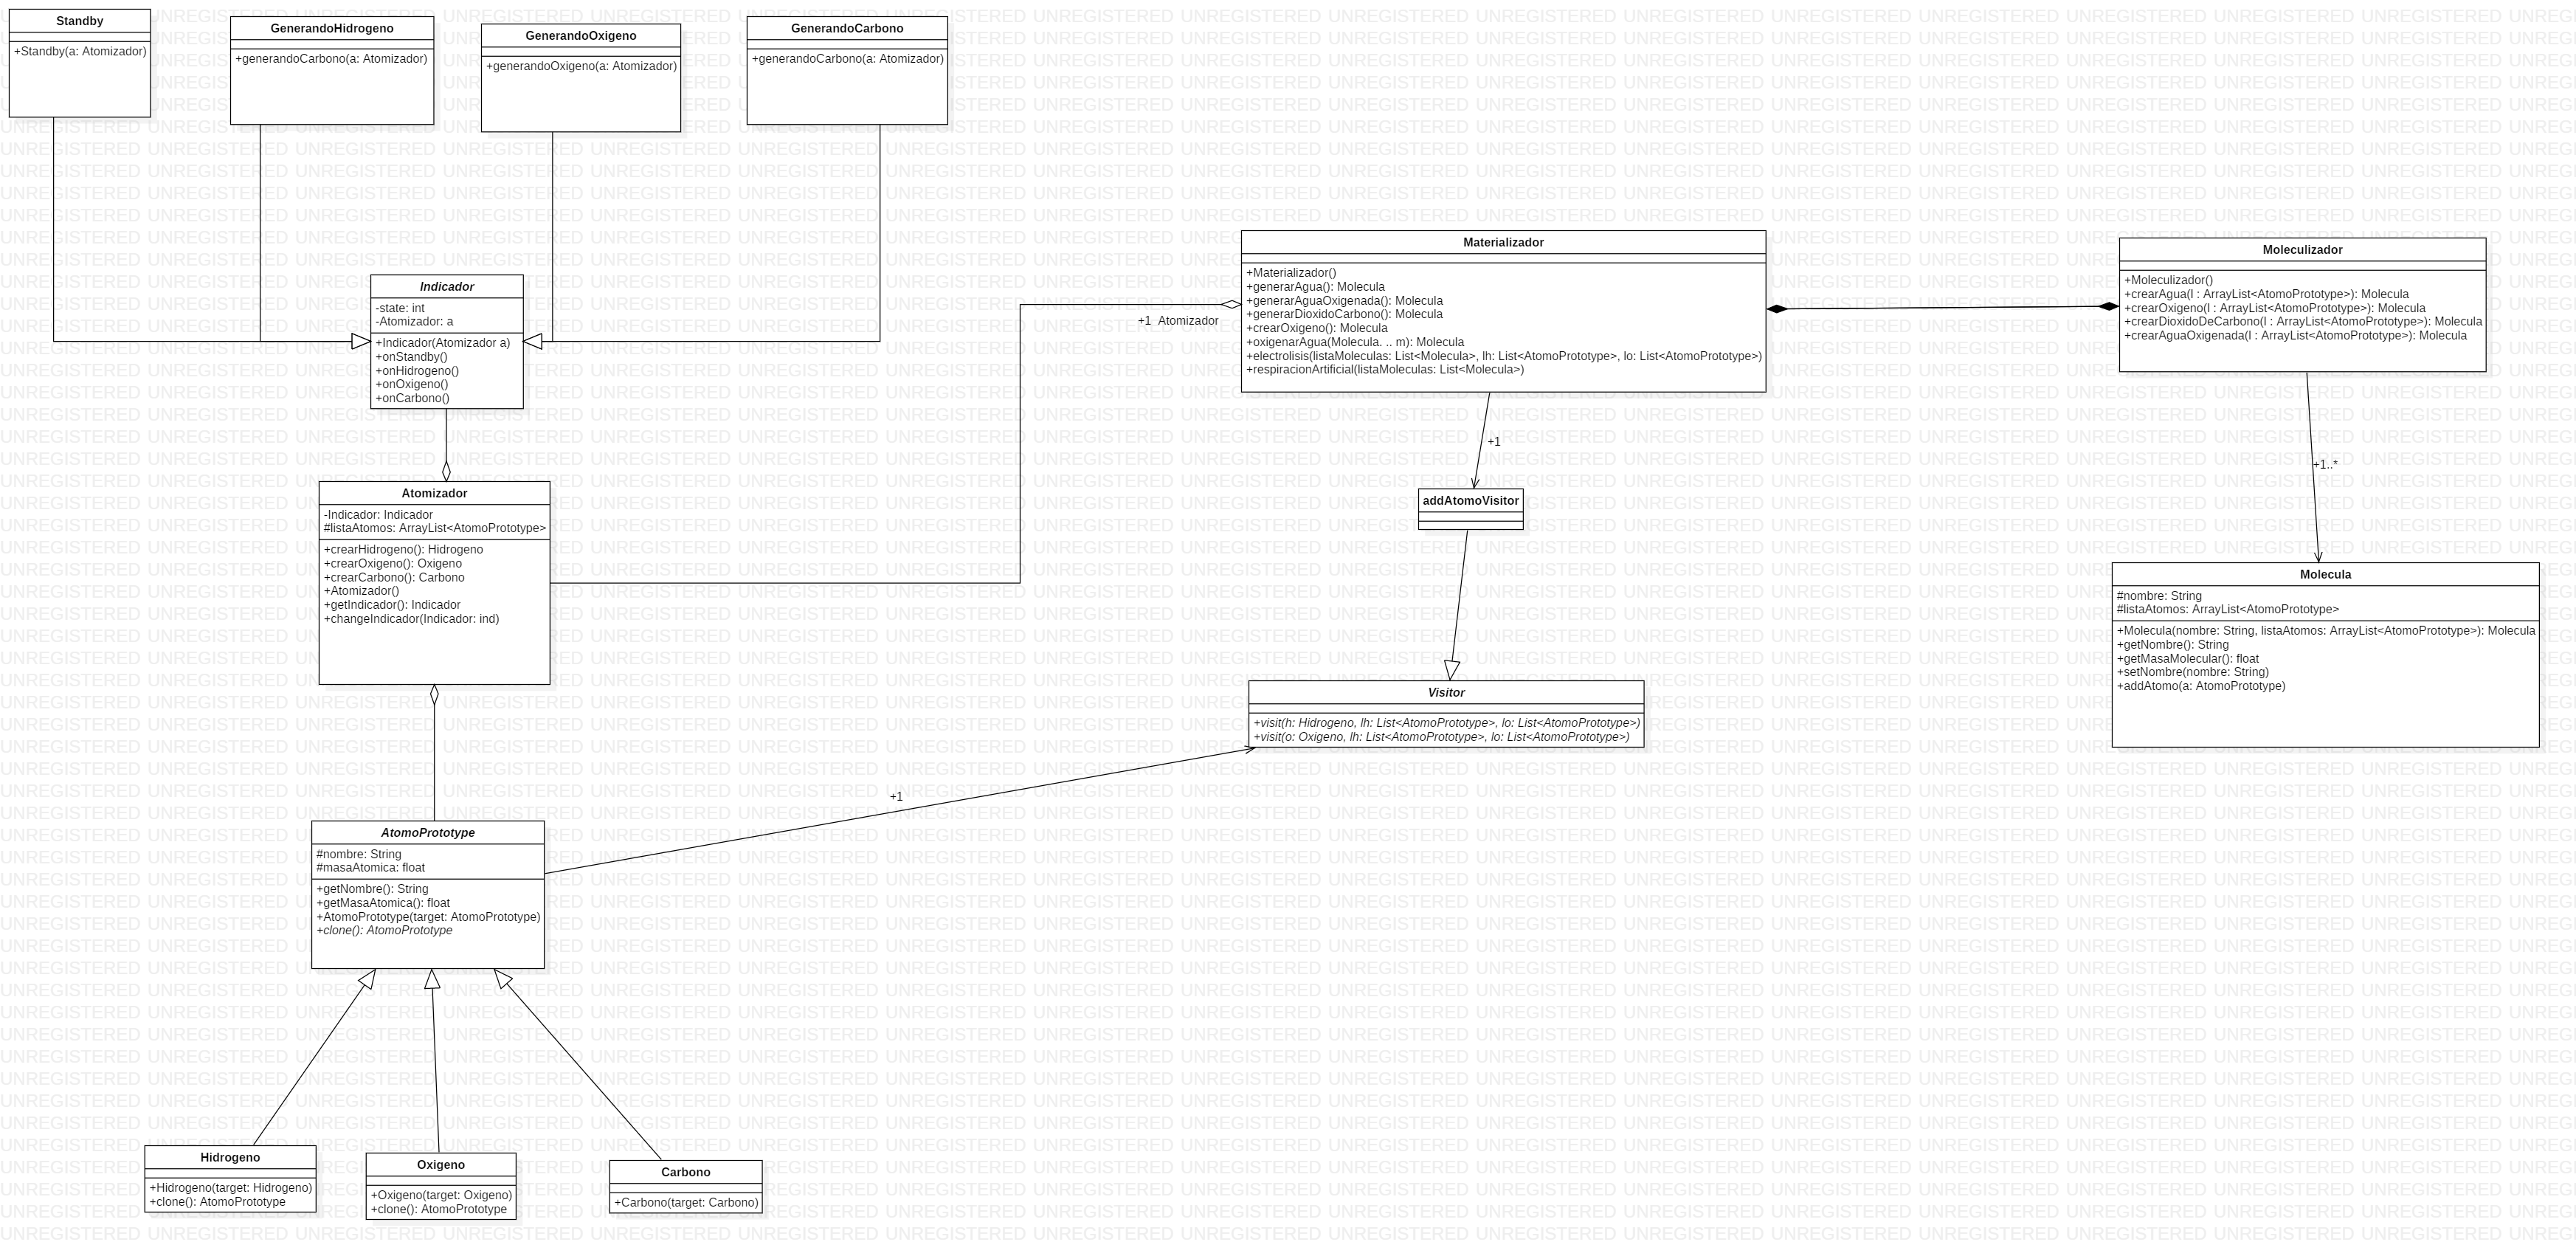 Standby
+Standby(a: Atomizador)
GenerandoHidrogeno
+generandoCarbono(a: Atomizador)
GenerandoOxigeno
+generandoOxigeno(a: Atomizador)
GenerandoCarbono
+generandoCarbono(a: Atomizador)
Indicador
-state: int
-Atomizador: a
+Indicador(Atomizador a)
+onStandby()
+onHidrogeno()
+onOxigeno()
+onCarbono()
Materializador
+Materializador()
+generarAgua(): Molecula
+generarAguaOxigenada(): Molecula
+generarDioxidoCarbono(): Molecula
+crearOxigeno(): Molecula
+oxigenarAgua(Molecula. .. m): Molecula
+electrolisis(listaMoleculas: List<Molecula>, lh: List<AtomoPrototype>, lo: List<AtomoPrototype>)
+respiracionArtificial(listaMoleculas: List<Molecula>)
+1 Atomizador
Moleculizador
+Moleculizador()
+crearAgua(l : ArrayList<AtomoPrototype>): Molecula
+crearOxigeno(l : ArrayList<AtomoPrototype>): Molecula
+crearDioxidoDeCarbono(l : ArrayList<AtomoPrototype>): Molecula
+crearAguaOxigenada(l : ArrayList<AtomoPrototype>): Molecula
+1
+1..*
Atomizador
-Indicador: Indicador
#listaAtomos: ArrayList<AtomoPrototype>
+crearHidrogeno(): Hidrogeno
+crearOxigeno(): Oxigeno
+crearCarbono(): Carbono
+Atomizador()
+getIndicador(): Indicador
+changeIndicador(Indicador: ind)
addAtomoVisitor
Molecula
#nombre: String
#listaAtomos: ArrayList<AtomoPrototype>
+Molecula(nombre: String, listaAtomos: ArrayList<AtomoPrototype>): Molecula
+getNombre(): String
+getMasaMolecular(): float
+setNombre(nombre: String)
+addAtomo(a: AtomoPrototype)
Visitor
+visit(h: Hidrogeno, lh: List<AtomoPrototype>, lo: List<AtomoPrototype>)
+visit(o: Oxigeno, lh: List<AtomoPrototype>, lo: List<AtomoPrototype>)
+1
AtomoPrototype
#nombre: String
#masaAtomica: float
+getNombre(): String
+getMasaAtomica(): float
+AtomoPrototype(target: AtomoPrototype)
+clone(): AtomoPrototype
Hidrogeno
+Hidrogeno(target: Hidrogeno)
+clone(): AtomoPrototype
Oxigeno
+Oxigeno(target: Oxigeno)
+clone(): AtomoPrototype
Carbono
+Carbono(target: Carbono)
UNREGISTERED